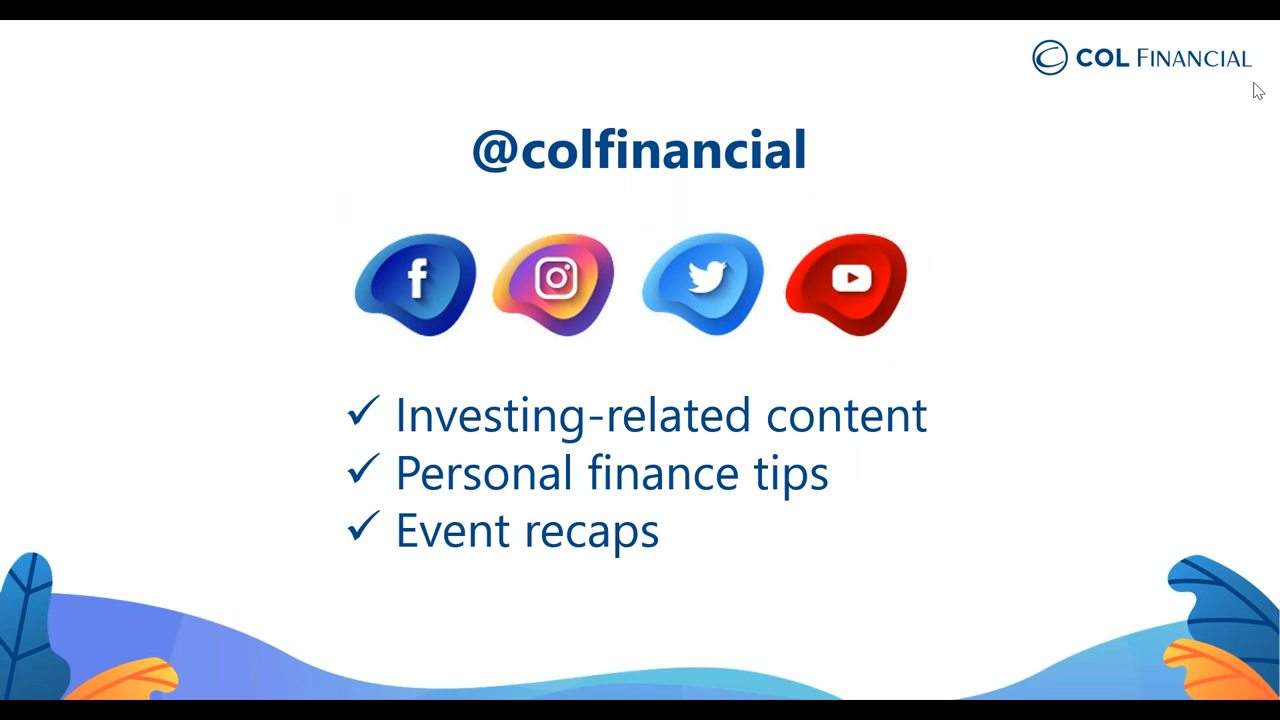 COL FINANCIAL
@colfinancial
Investing-related content
Personal finance tips
Event recaps